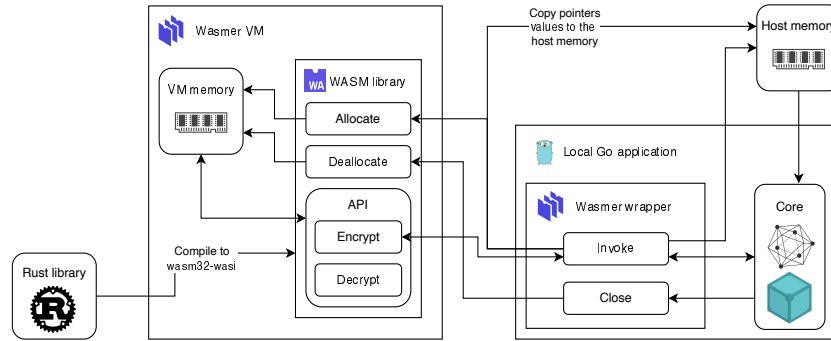 Wasmer VM
VM memory
WA
WASM library
Allocate
Deallocate
API
Encrypt
Decrypt
Compile to
wasm32-wasi
Rust library
R
Copy pointers
values to the
host memory
Host memory
Local Go application
Wasmer wrapper
Invoke
Close
Core